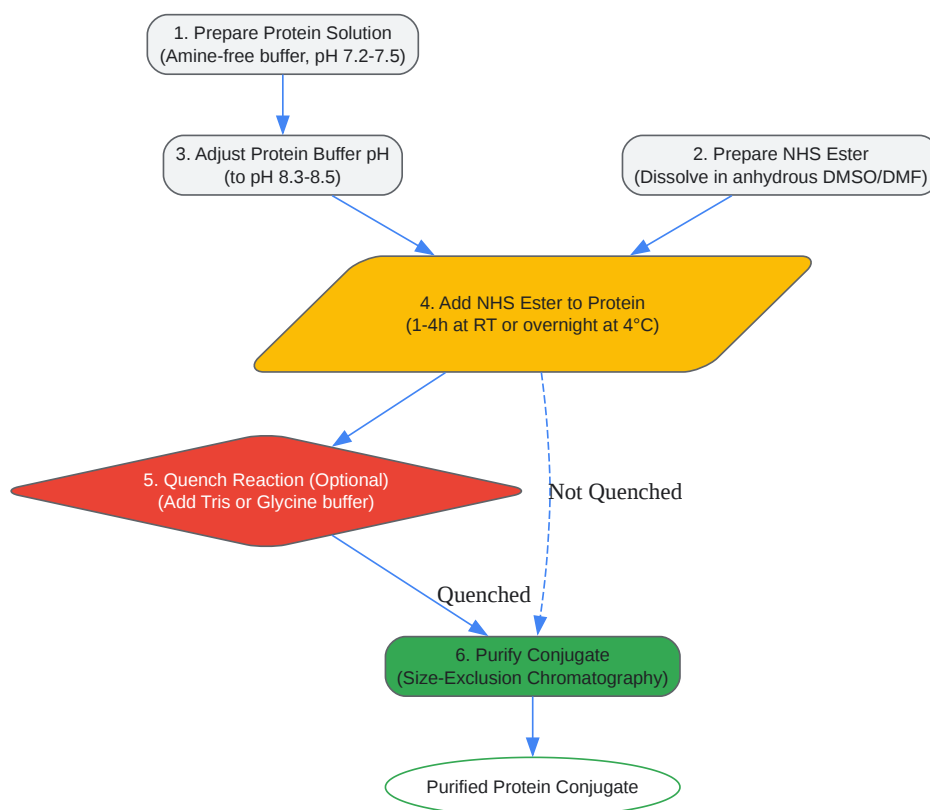 1. Prepare Protein Solution
(Amine-free buffer, pH 7.2-7.5)
3. Adjust Protein Buffer pH
(to pH 8.3-8.5)
2. Prepare NHS Ester
(Dissolve in anhydrous DMSO/DMF)
4. Add NHS Ester to Protein
(1-4h at RT or overnight at 4°C)
5. Quench Reaction (Optional)
(Add Tris or Glycine buffer)
Not Quenched
Quenched
6. Purify Conjugate
(Size-Exclusion Chromatography)
Purified Protein Conjugate